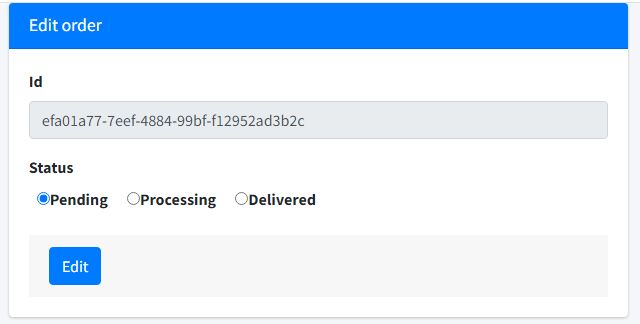 Edit order
Id
efa01a77-7eef-4884-99bf-f12952ad3b2c
Status
Pending Processing Delivered
Edit